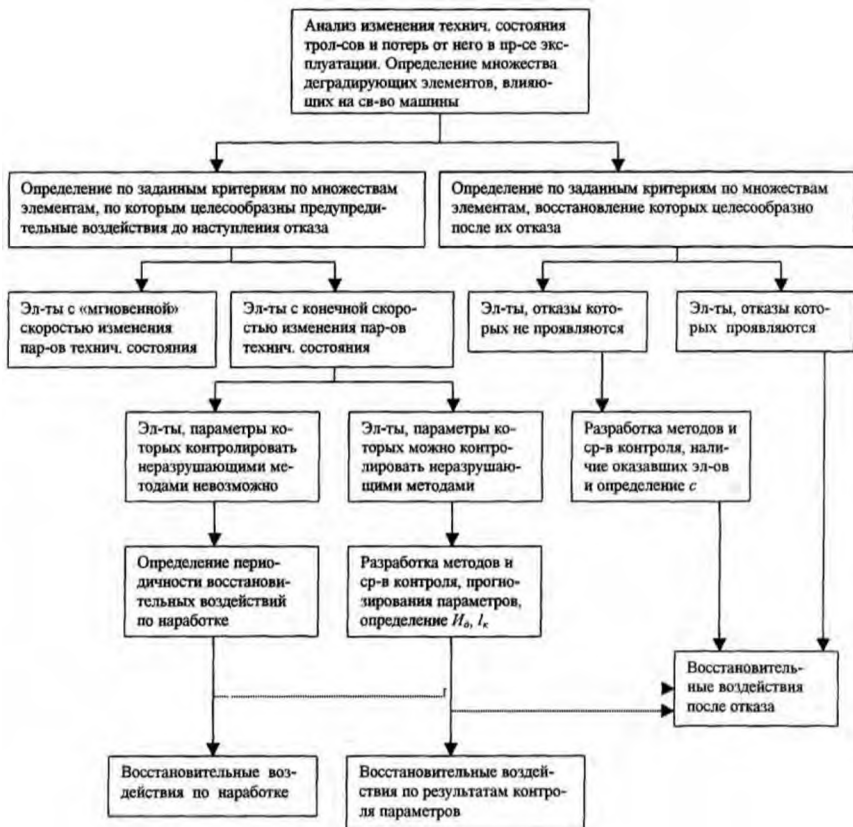 Анализ изменения технич. состояния
трол-сов и потерь от него в пр-се экс-
плуатации. Определение множества
деградирующих элементов, влияю-
щих на св-во машины
Определение по заданным критериям по множествам
элементам, по которым целесообразны предупреди-
тельные воздействия до наступления отказа
Определение по заданным критериям по множествам
элементам, восстановление которых целесообразно
после их отказа
Эл-ты с «мгновенной»
скоростью изменения
пар-ов технич. состояния
Эл-ты с конечной скоро-
стью изменения пар-ов
технич. состояния
Эл-ты, отказы кото-
рых не проявляются
Эл-ты, отказы кото-
рых проявляются
Эл-ты, параметры ко-
торых контролировать
неразрушающими ме-
тодами невозможно
Эл-ты, параметры ко-
торых можно контро-
лировать неразрушаю-
щими методами
Разработка методов и
ср-в контроля, нали-
чие оказавших эл-ов
и определение с
Определение перио-
дичности восстанови-
тельных воздействий
по наработке
Разработка методов и
ср-в контроля, прогно-
зирования параметров,
определение И₀, lₖ
Восстановитель-
ные воздействия
после отказа
Восстановительные воз-
действия по наработке
Восстановительные воздей-
ствия по результатам контро-
ля параметров